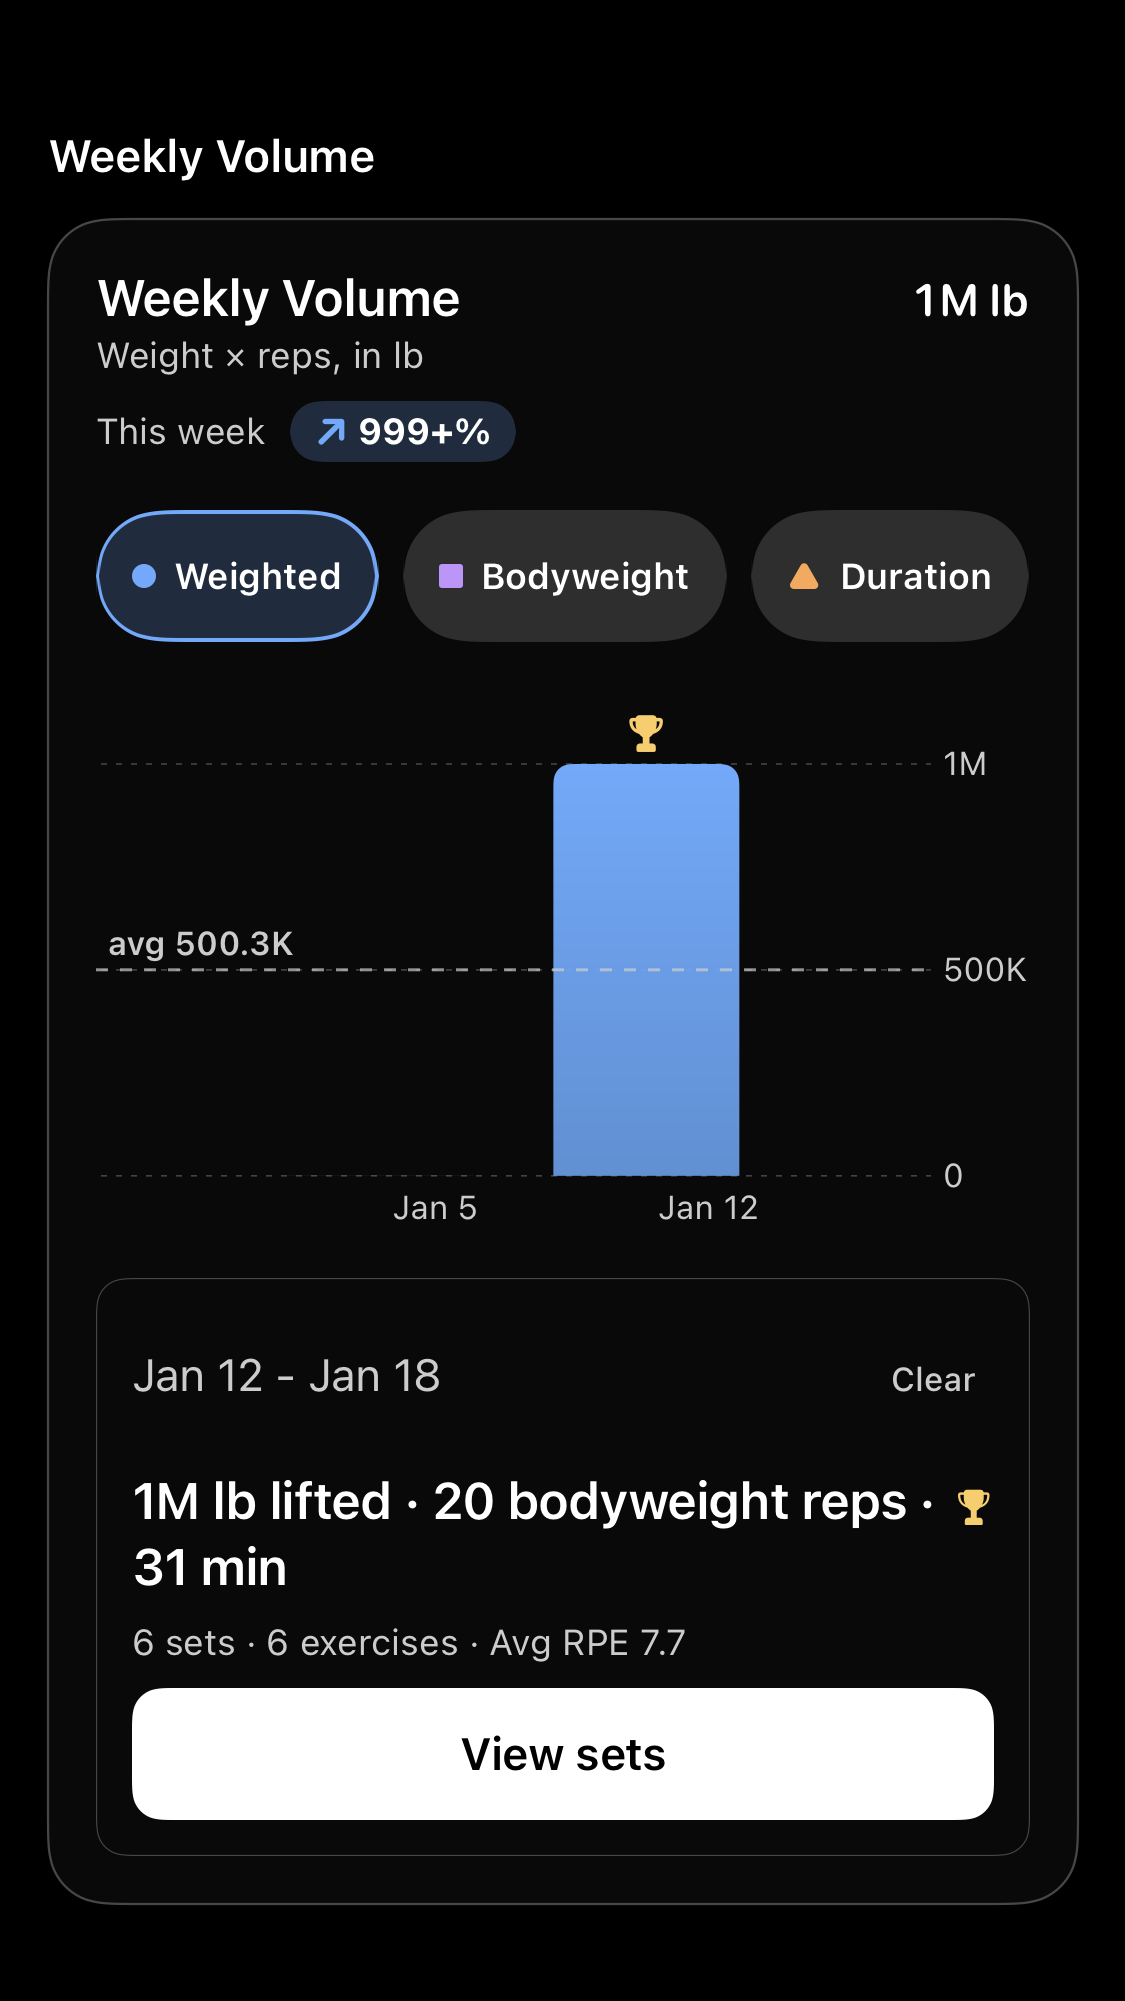 Weekly Volume
Weekly Volume
1M lb
Weight × reps, in lb
This week
999+%
Weighted
Bodyweight
Duration
1M
avg 500.3K
500K
0
Jan 5
Jan 12
Jan 12 - Jan 18
Clear
1M lb lifted · 20 bodyweight reps ·
31 min
6 sets · 6 exercises · Avg RPE 7.7
View sets